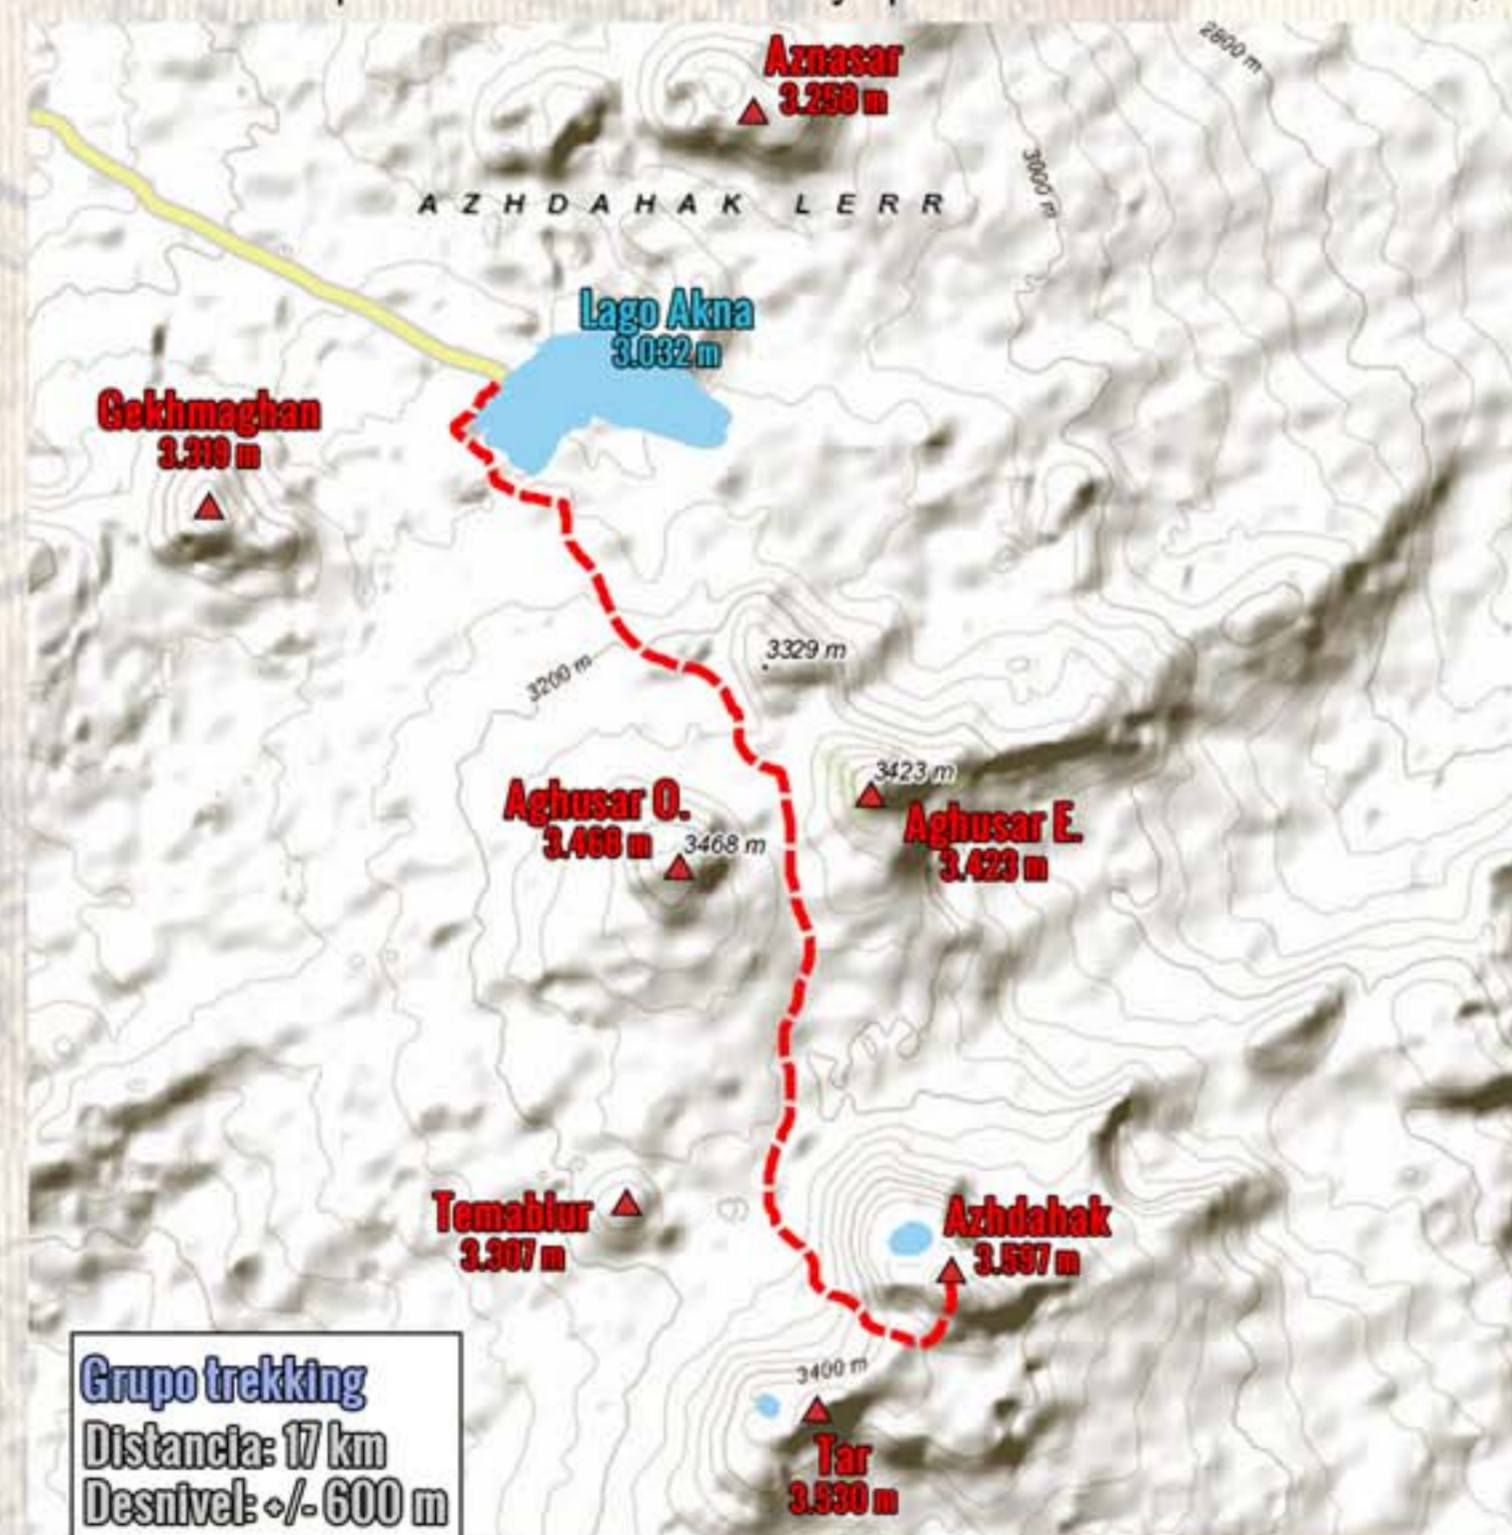 Aznasar
3.258 m
2800 m
3000 m
AZHDAHAK LERR
Lago Akna
3.032 m
Gekhmaghan
3.319 m
3329 m
3200 m
3423 m
Aghusar O.
3.468 m
3468 m
Aghusar E.
3.423 m
Temablur
3.307 m
Azhdahak
3.597 m
3400 m
Tar
3.530 m
Grupo trekking
Distancia: 17 km
Desnivel: +/- 600 m